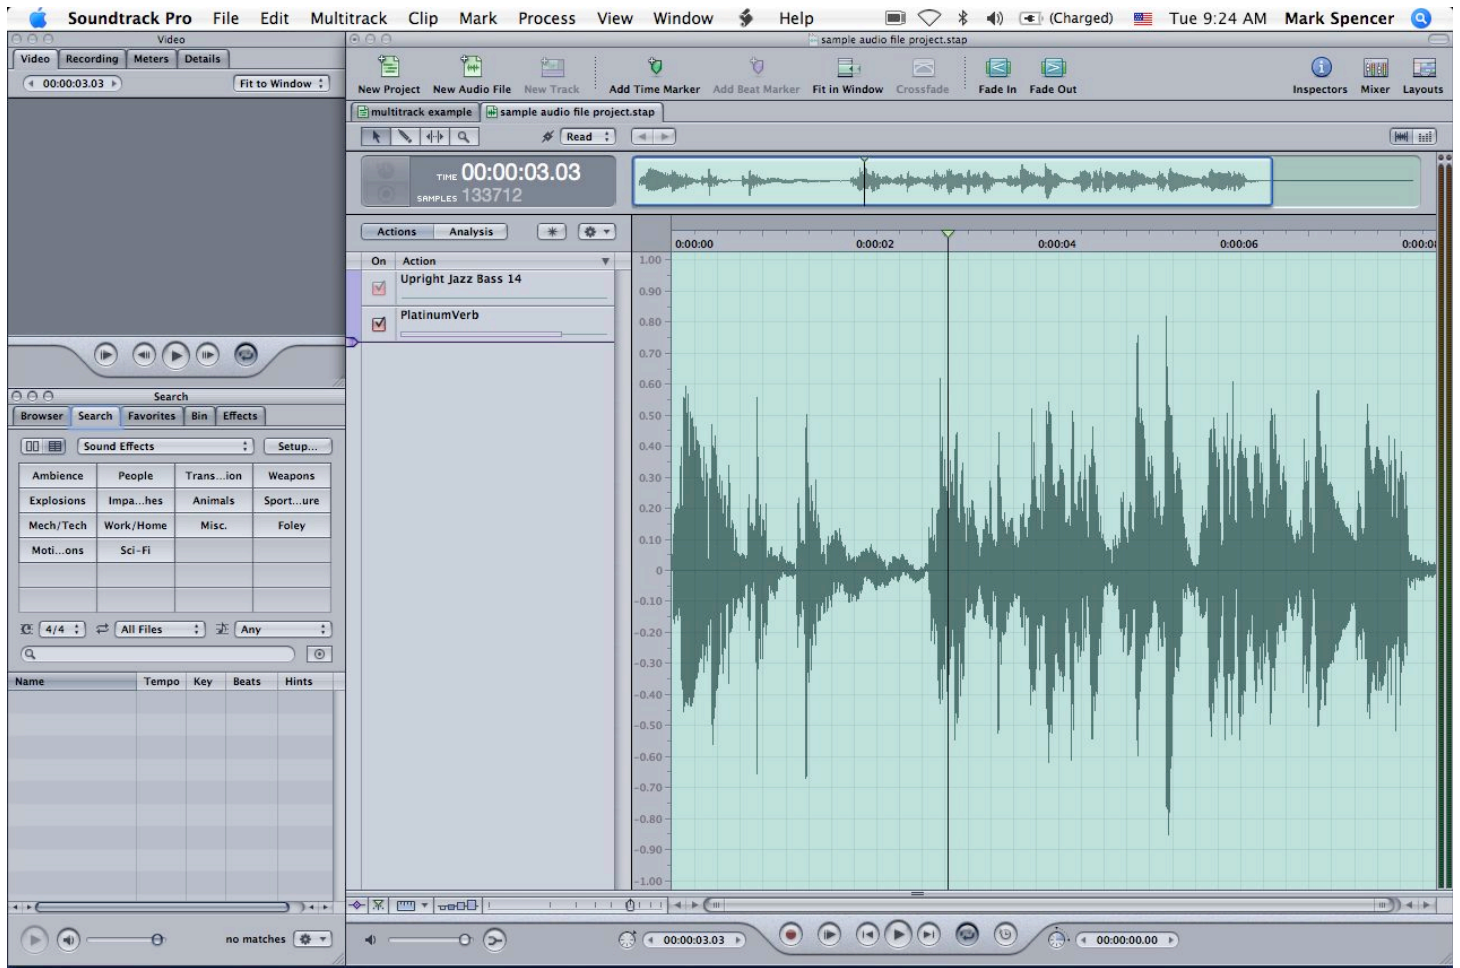 Soundtrack Pro File Edit Multitrack Clip Mark Process View Window Help (Charged) Tue 9:24 AM Mark Spencer
Video
Video Recording Meters Details
00:00:03.03 Fit to Window
sample audio file project.stap
New Project New Audio File New Track Add Time Marker Add Beat Marker Fit in Window Crossfade Fade In Fade Out Inspectors Mixer Layouts
multitrack example sample audio file project.stap
Read
TIME 00:00:03.03
SAMPLES 133712
Actions Analysis
0:00:00 0:00:02 0:00:04 0:00:06
On Action
Upright Jazz Bass 14
PlatinumVerb
1.00
0.90
0.80
0.70
0.60
0.50
0.40
0.30
0.20
0.10
0
-0.10
-0.20
-0.30
-0.40
-0.50
-0.60
-0.70
-0.80
-0.90
-1.00
Search
Browser Search Favorites Bin Effects
Sound Effects Setup...
Ambience People Trans...ion Weapons
Explosions Impa...hes Animals Sport...ure
Mech/Tech Work/Home Misc. Foley
Moti...ons Sci-Fi
4/4 All Files Any
Name Tempo Key Beats Hints
no matches
00:00:03.03 00:00:00.00